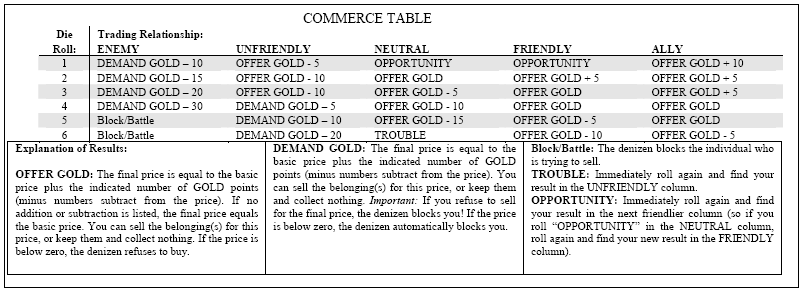 COMMERCE TABLE
Die Trading Relationship:
Roll: ENEMY UNFRIENDLY NEUTRAL FRIENDLY ALLY
1 DEMAND GOLD – 10 OFFER GOLD - 5 OPPORTUNITY OPPORTUNITY OFFER GOLD + 10
2 DEMAND GOLD – 15 OFFER GOLD - 10 OFFER GOLD OFFER GOLD + 5 OFFER GOLD + 5
3 DEMAND GOLD – 20 OFFER GOLD - 10 OFFER GOLD - 5 OFFER GOLD OFFER GOLD + 5
4 DEMAND GOLD – 30 DEMAND GOLD – 5 OFFER GOLD - 10 OFFER GOLD OFFER GOLD
5 Block/Battle DEMAND GOLD – 10 OFFER GOLD - 15 OFFER GOLD - 5 OFFER GOLD
6 Block/Battle DEMAND GOLD – 20 TROUBLE OFFER GOLD - 10 OFFER GOLD - 5
Explanation of Results:
OFFER GOLD: The final price is equal to the basic
price plus the indicated number of GOLD points
(minus numbers subtract from the price). If no
addition or subtraction is listed, the final price equals
the basic price. You can sell the belonging(s) for this
price, or keep them and collect nothing. If the price is
below zero, the denizen refuses to buy.
DEMAND GOLD: The final price is equal to the
basic price plus the indicated number of GOLD
points (minus numbers subtract from the price). You
can sell the belonging(s) for this price, or keep them
and collect nothing. Important: If you refuse to sell
for the final price, the denizen blocks you! If the price
is below zero, the denizen automatically blocks you.
Block/Battle: The denizen blocks the individual who
is trying to sell.
TROUBLE: Immediately roll again and find your
result in the UNFRIENDLY column.
OPPORTUNITY: Immediately roll again and find
your result in the next friendlier column (so if you
roll “OPPORTUNITY” in the NEUTRAL column,
roll again and find your new result in the FRIENDLY
column).